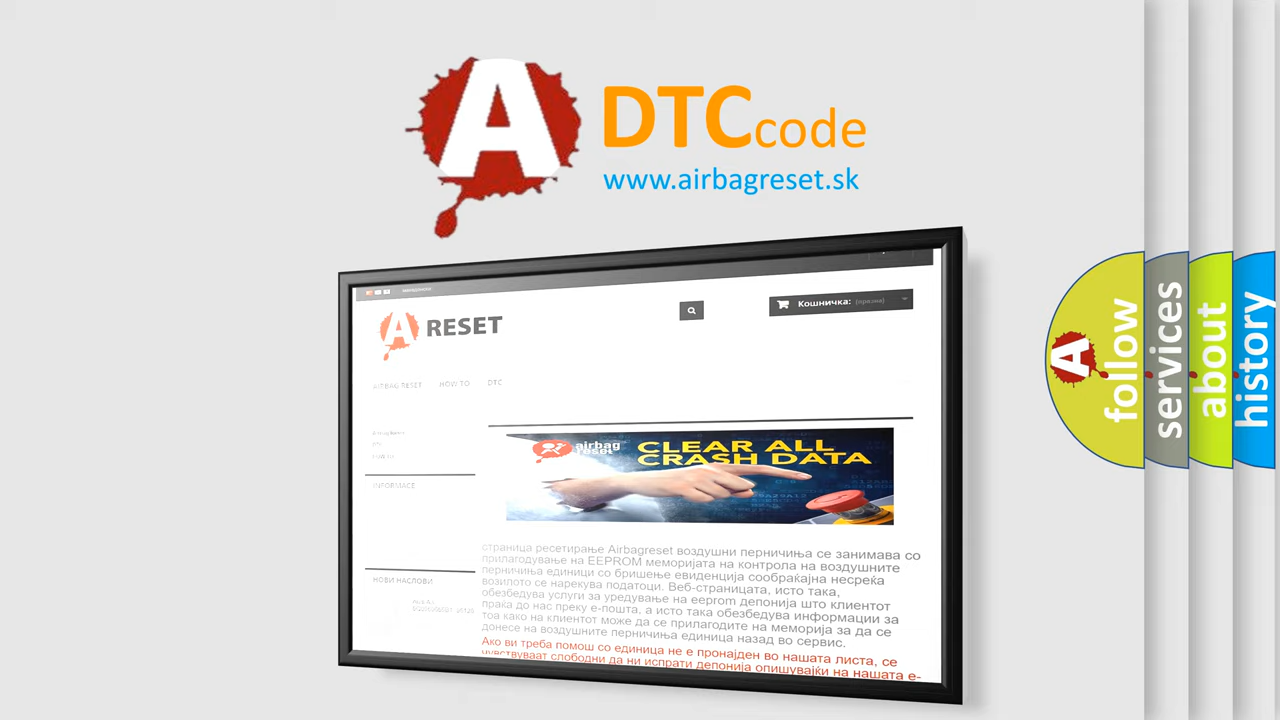 A
DTC code
www.airbagreset.sk
A RESET
Кошничка: (празна)
AIRBAG RESET HOW TO DTC
INFORMACE
НОВИ НАСЛОВИ
airbag
reset
CLEAR ALL
CRASH DATA
страница ресетирање Airbagreset воздушни перничиња се занимава со
прилагодување на EEPROM меморијата на контрола на воздушните
перничиња единици со бришење евиденција сообраќајна несреќа
возилото се нарекува податоци. Веб-страницата, исто така,
обезбедува услуги за уредување на eeprom депонија што клиентот
праќа до нас преку е-пошта, а исто така обезбедува информации за
тоа како на клиентот може да се прилагодите на меморија за да се
донесе на воздушните перничиња единица назад во сервис.
Ако ви треба помош со единица не е пронајден во нашата листа, се
чувствуваат слободни да ни испрати депонија опишувајќи на нашата е-
A
follow
services
about
history